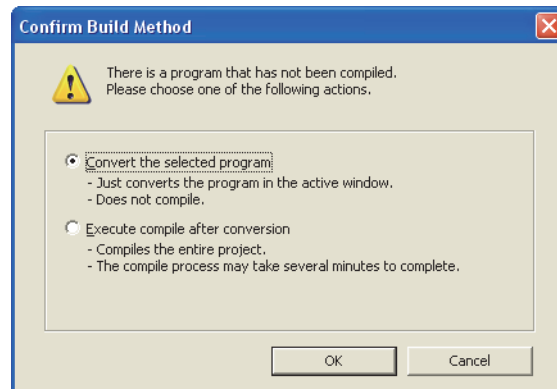 Confirm Build Method
There is a program that has not been compiled.
Please choose one of the following actions.
Convert the selected program
- Just converts the program in the active window.
- Does not compile.
Execute compile after conversion
- Compiles the entire project.
- The compile process may take several minutes to complete.
OK
Cancel